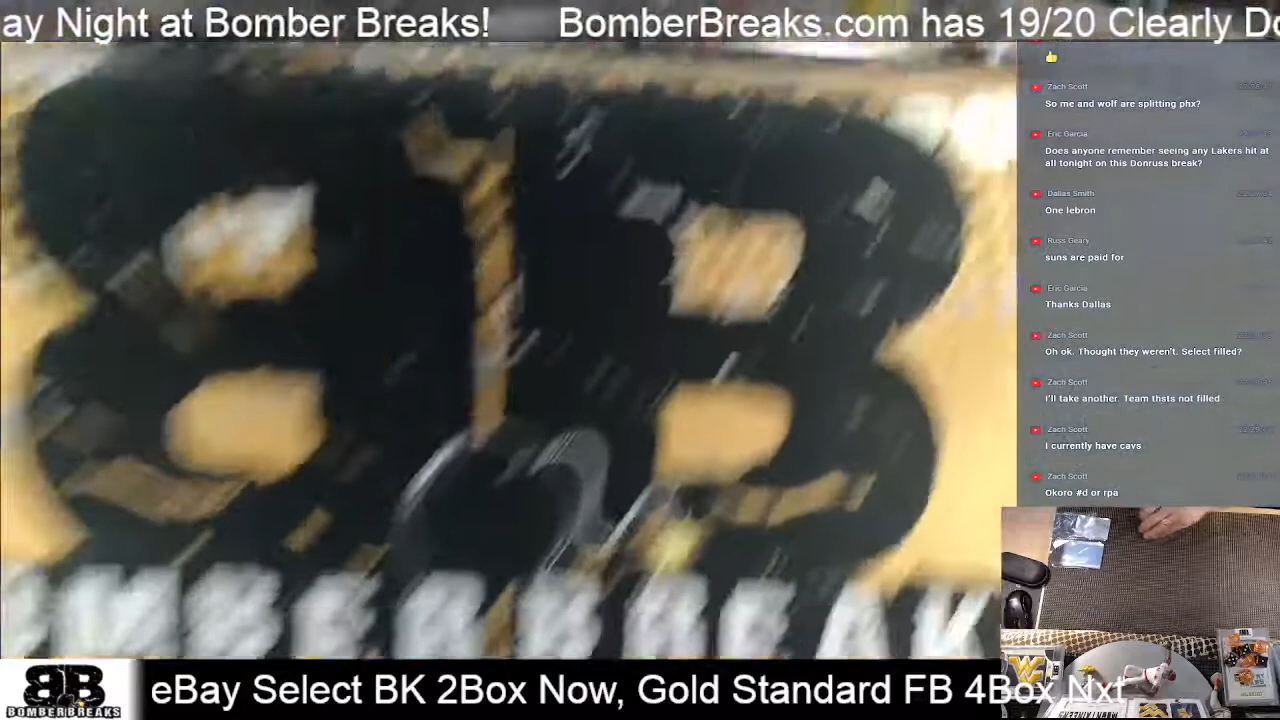 ay Night at Bomber Breaks! BomberBreaks.com has 19/20 Clearly Do
Zach Scott
So me and wolf are splitting phx?
Eric Garcia
Does anyone remember seeing any Lakers hit at
all tonight on this Donruss break?
Dallas Smith
One lebron
Russ Geary
suns are paid for
Eric Garcia
Thanks Dallas
Zach Scott
Oh ok. Thought they weren't. Select filled?
Zach Scott
I'll take another. Team thsts not filled
Zach Scott
I currently have cavs
Zach Scott
Okoro #d or rpa
BB
BOMBERBREAKS
eBay Select BK 2Box Now, Gold Standard FB 4Box Nxt